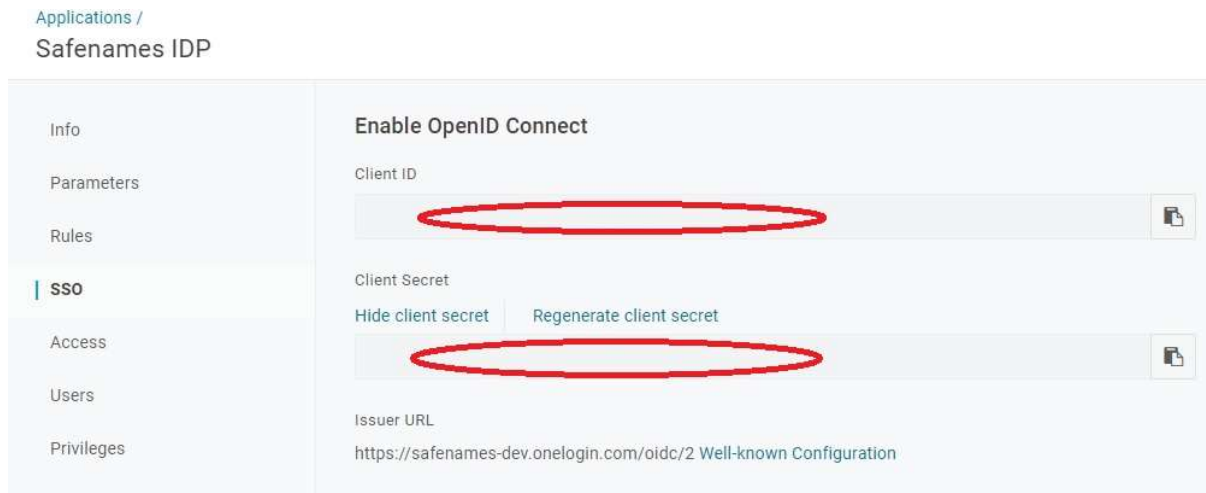 Applications /
Safenames IDP
Info
Parameters
Rules
SSO
Access
Users
Privileges
Enable OpenID Connect
Client ID
Client Secret
Hide client secret Regenerate client secret
Issuer URL
https://safenames-dev.onelogin.com/oidc/2 Well-known Configuration